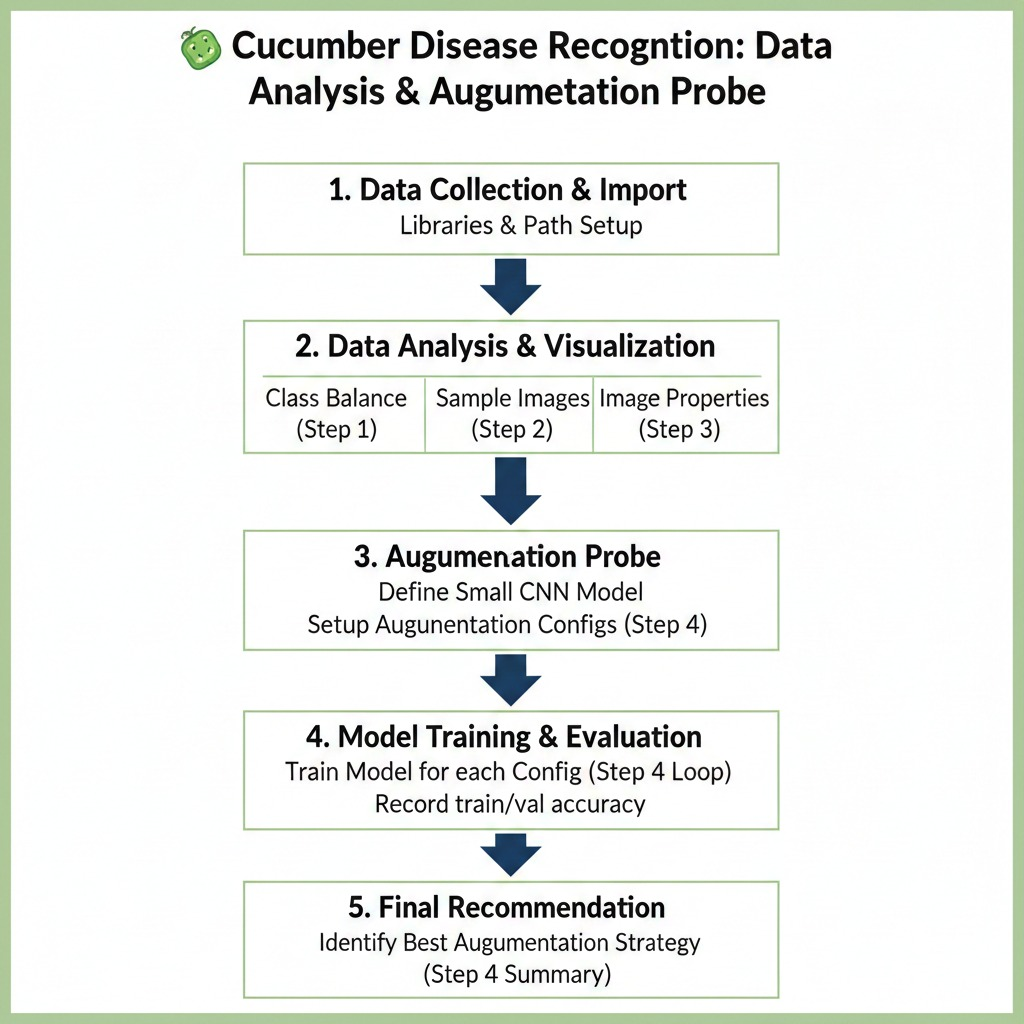 Cucumber Disease Recogntion: Data
Analysis & Augumetation Probe
1. Data Collection & Import
Libraries & Path Setup
2. Data Analysis & Visualization
Class Balance
(Step 1)
Sample Images
(Step 2)
Image Properties
(Step 3)
3. Augumenation Probe
Define Small CNN Model
Setup Augunentation Configs (Step 4)
4. Model Training & Evaluation
Train Model for each Config (Step 4 Loop)
Record train/val accuracy
5. Final Recommendation
Identify Best Augumentation Strategy
(Step 4 Summary)